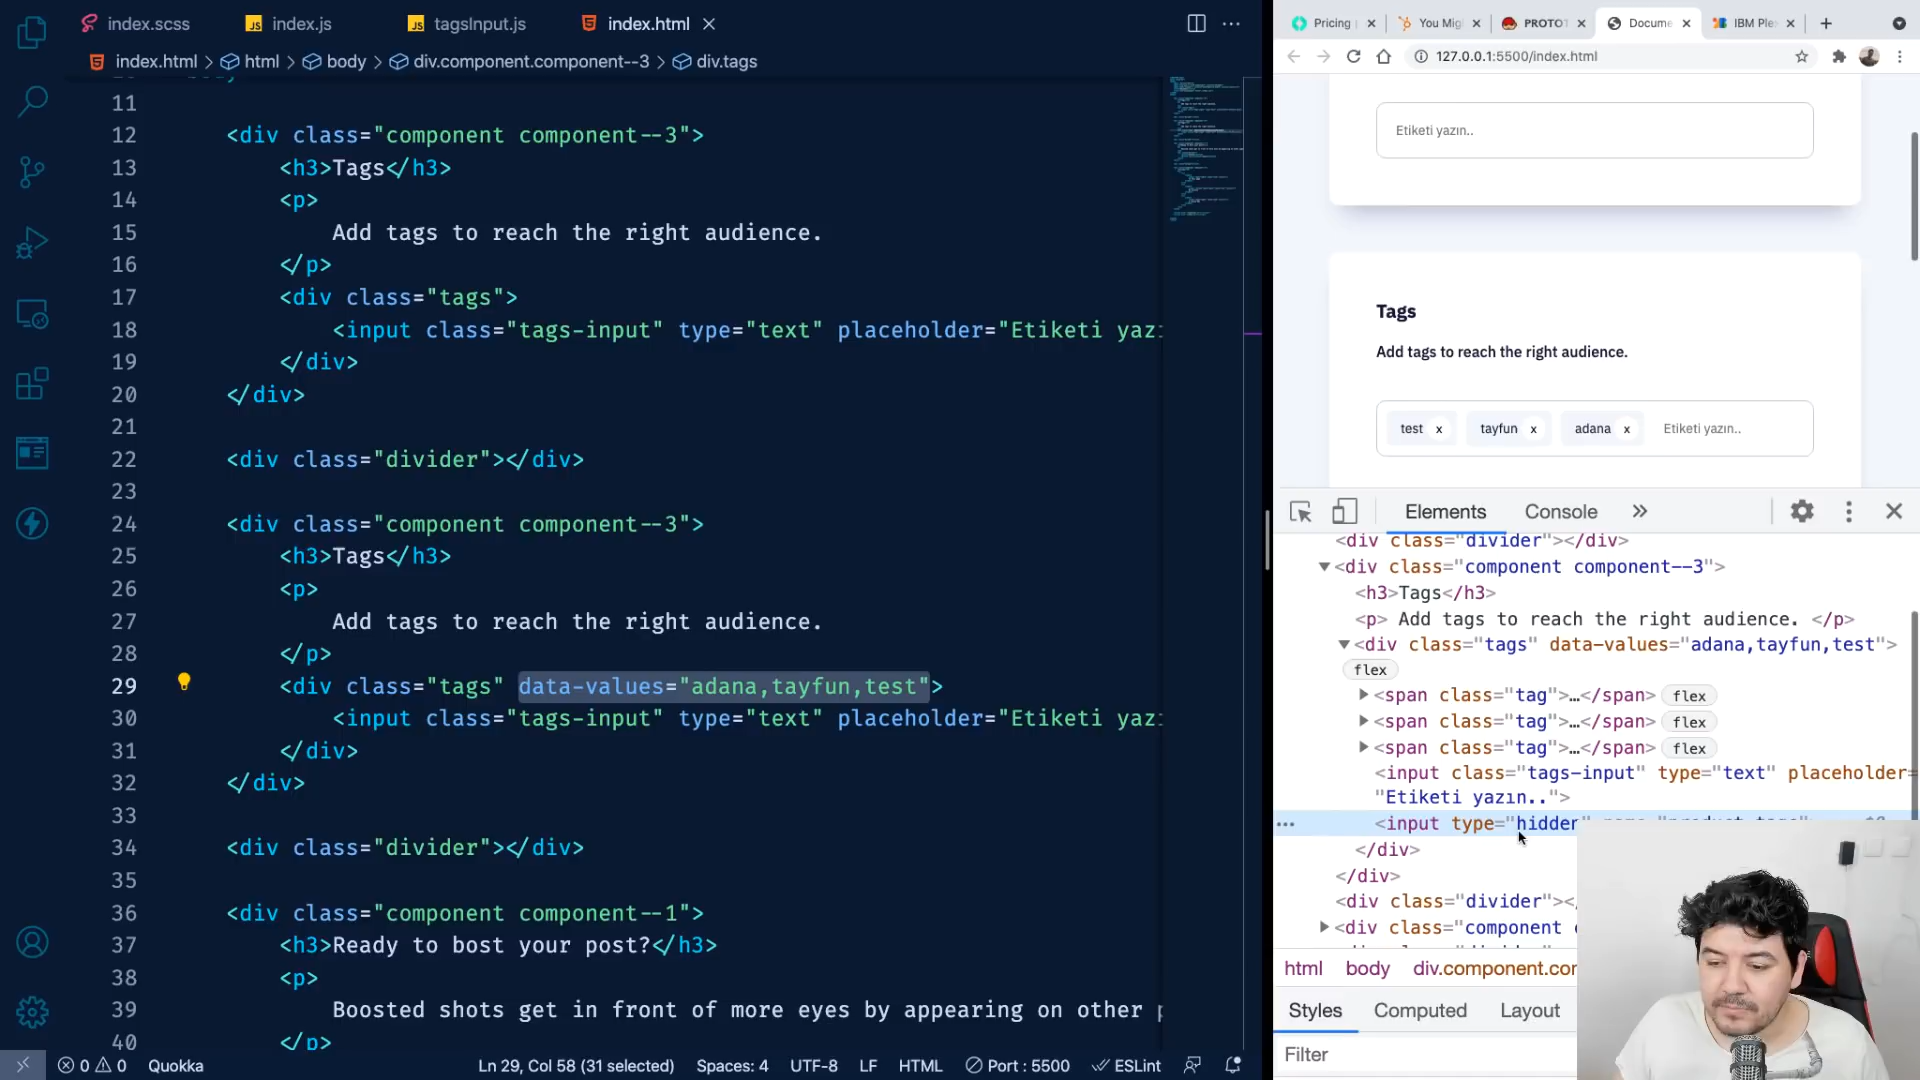 index.scss
index.js
tagsInput.js
index.html
index.html > html > body > div.component.component--3 > div.tags
11
12 <div class="component component--3">
13 <h3>Tags</h3>
14 <p>
15 Add tags to reach the right audience.
16 </p>
17 <div class="tags">
18 <input class="tags-input" type="text" placeholder="Etiketi yazı
19 </div>
20 </div>
21
22 <div class="divider"></div>
23
24 <div class="component component--3">
25 <h3>Tags</h3>
26 <p>
27 Add tags to reach the right audience.
28 </p>
29 <div class="tags" data-values="adana,tayfun,test">
30 <input class="tags-input" type="text" placeholder="Etiketi yazı
31 </div>
32 </div>
33
34 <div class="divider"></div>
35
36 <div class="component component--1">
37 <h3>Ready to bost your post?</h3>
38 <p>
39 Boosted shots get in front of more eyes by appearing on other p
40 </p>
0 0 Quokka Ln 29, Col 58 (31 selected) Spaces: 4 UTF-8 LF HTML Port : 5500 ESLint
Pricing
You Mig
PROTOT
Docume
IBM Ples
127.0.0.1:5500/index.html
Etiketi yazın..
Tags
Add tags to reach the right audience.
test x tayfun x adana x Etiketi yazın..
Elements Console
<div class="divider"></div>
<div class="component component--3">
<h3>Tags</h3>
<p> Add tags to reach the right audience. </p>
<div class="tags" data-values="adana,tayfun,test">
flex
<span class="tag">…</span> flex
<span class="tag">…</span> flex
<span class="tag">…</span> flex
<input class="tags-input" type="text" placeholder=
"Etiketi yazın..">
<input type="hidden"
</div>
</div>
<div class="divider"></
<div class="component
html body div.component.com
Styles Computed Layout
Filter